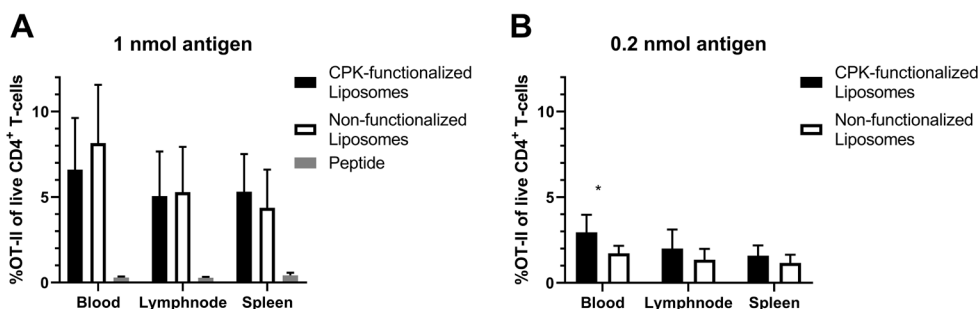 A
1 nmol antigen
%OT-II of live CD4+ T-cells
10
5
0
Blood Lymphnode Spleen
CPK-functionalized
Liposomes
Non-functionalized
Liposomes
Peptide
B
0.2 nmol antigen
%OT-II of live CD4+ T-cells
10
5
0
*
Blood Lymphnode Spleen
CPK-functionalized
Liposomes
Non-functionalized
Liposomes